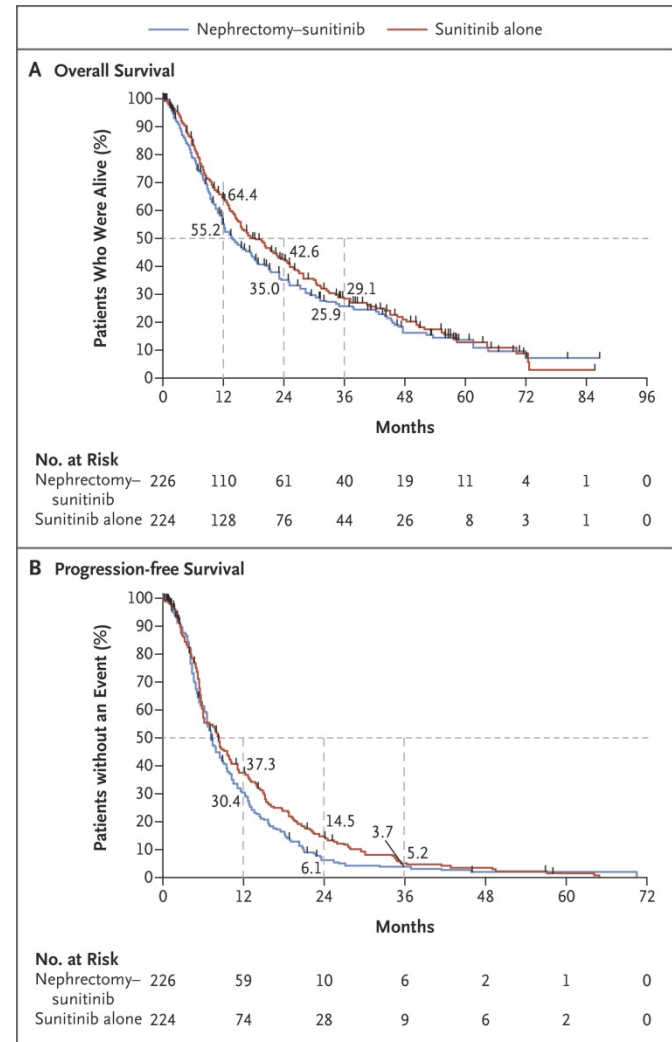 Nephrectomy–sunitinib Sunitinib alone
A Overall Survival
Patients Who Were Alive (%)
100
90
80
70
60
50
40
30
20
10
0
64.4
55.2
42.6
35.0
29.1
25.9
0 12 24 36 48 60 72 84 96
Months
No. at Risk
Nephrectomy–
sunitinib
226 110 61 40 19 11 4 1 0
Sunitinib alone 224 128 76 44 26 8 3 1 0
B Progression-free Survival
Patients without an Event (%)
100
90
80
70
60
50
40
30
20
10
0
37.3
30.4
14.5
6.1
3.7
5.2
0 12 24 36 48 60 72
Months
No. at Risk
Nephrectomy–
sunitinib
226 59 10 6 2 1 0
Sunitinib alone 224 74 28 9 6 2 0